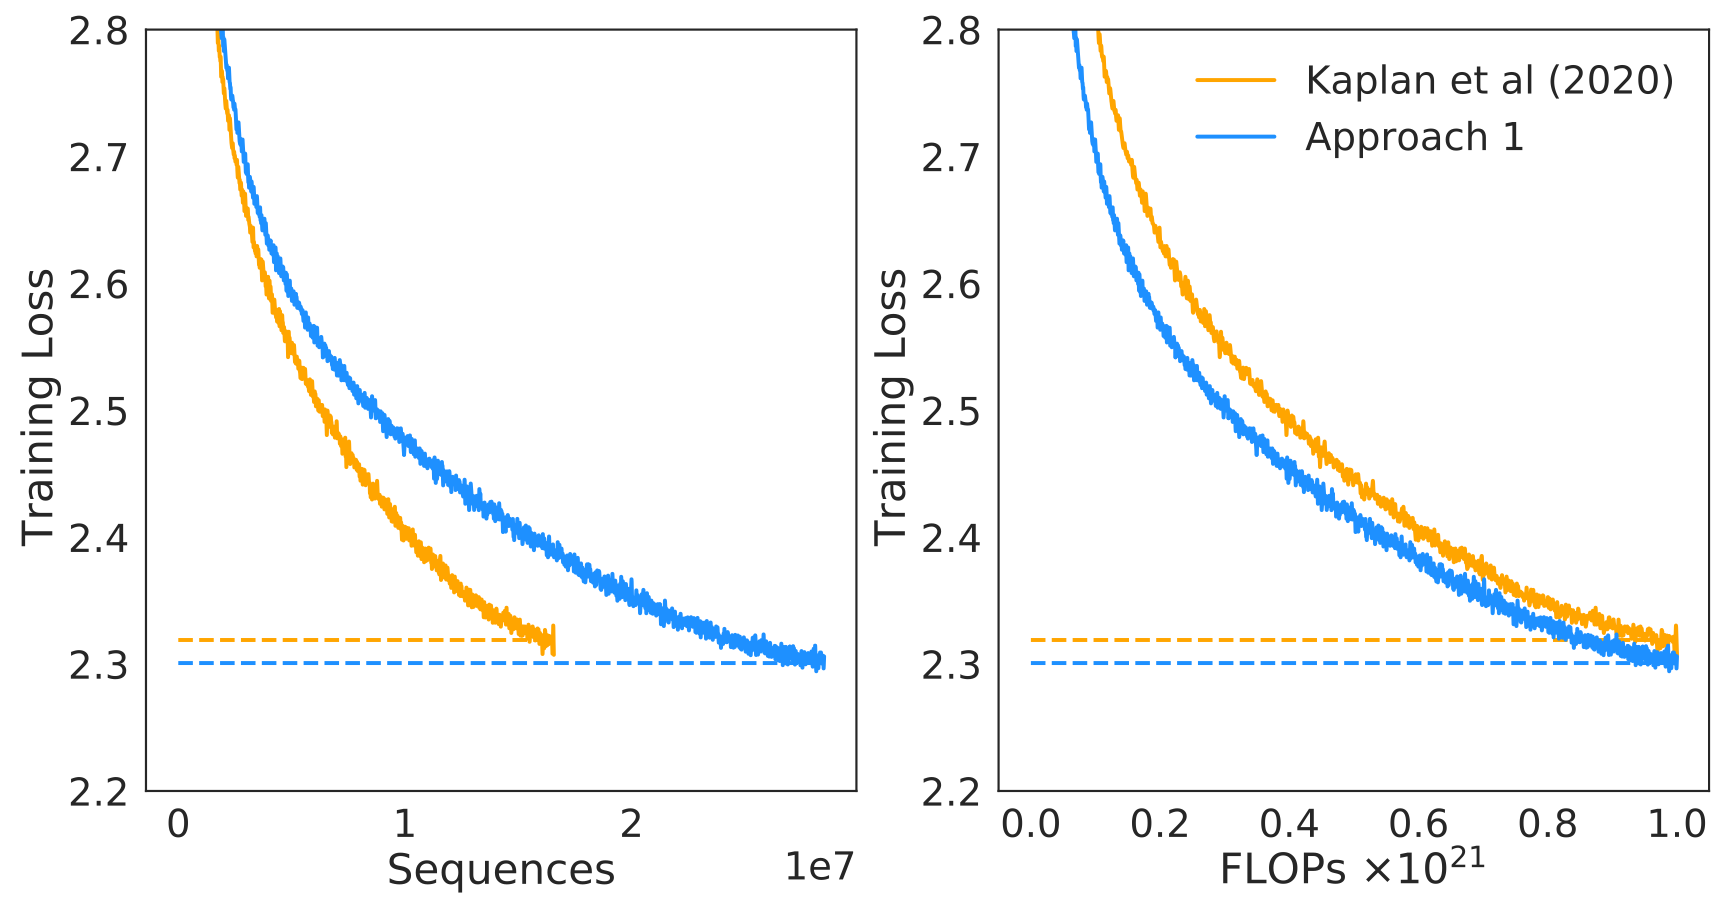 2.8
2.7
2.6
2.5
2.4
2.3
2.2
Training Loss
0 1 2
1e7
Sequences
2.8
2.7
2.6
2.5
2.4
2.3
2.2
Training Loss
Kaplan et al (2020)
Approach 1
0.0 0.2 0.4 0.6 0.8 1.0
FLOPs ×10²¹